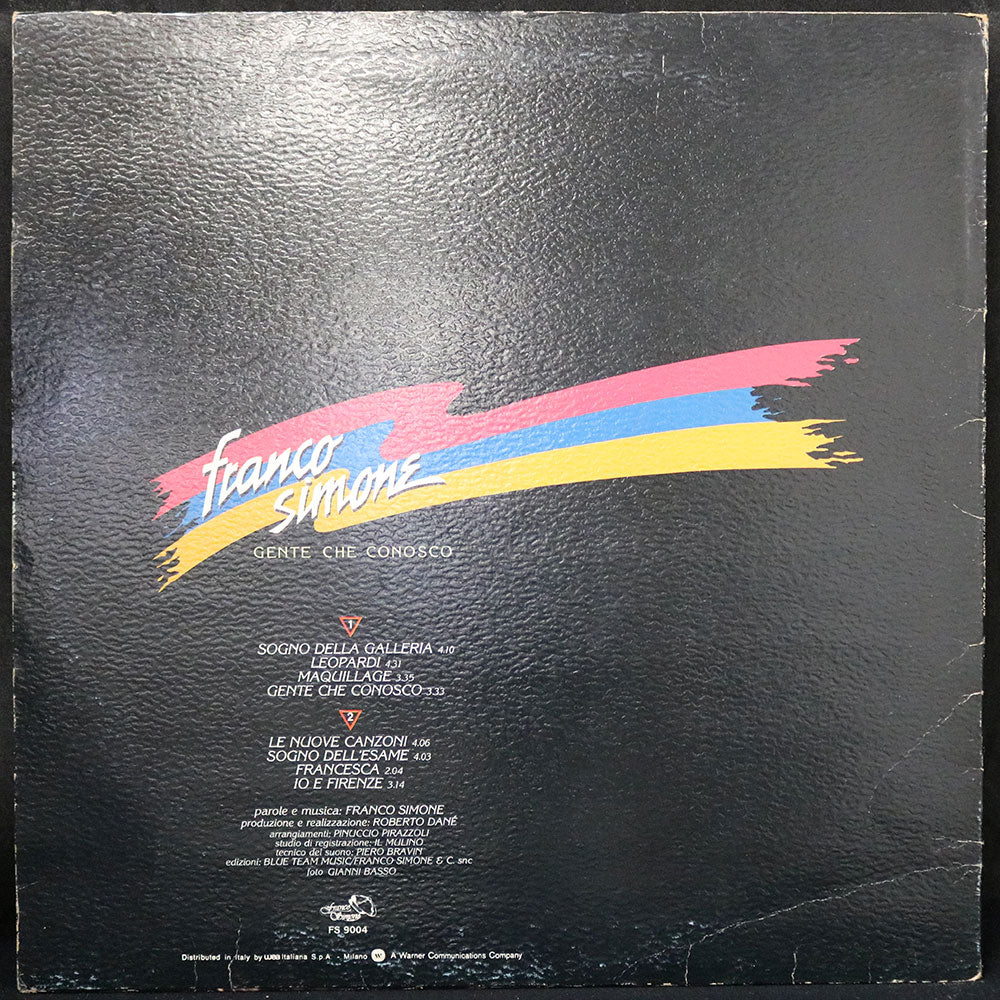 franco
simone
GENTE CHE CONOSCO
1
SOGNO DELLA GALLERIA 4.10
LEOPARDI 4.31
MAQUILLAGE 3.35
GENTE CHE CONOSCO 3.33
2
LE NUOVE CANZONI 4.06
SOGNO DELL'ESAME 4.03
FRANCESCA 2.04
IO E FIRENZE 3.14
parole e musica: FRANCO SIMONE
produzione e realizzazione: ROBERTO DANÉ
arrangiamenti: PINUCCIO PIRAZZOLI
studio di registrazione: IL MULINO
tecnico del suono: PIERO BRAVIN
edizioni: BLUE TEAM MUSIC/FRANCO SIMONE & C. snc
foto GIANNI BASSO
Franco
Simone
FS 9004
Distributed in Italy by wea Italiana S.p.A. - Milano w A Warner Communications Company